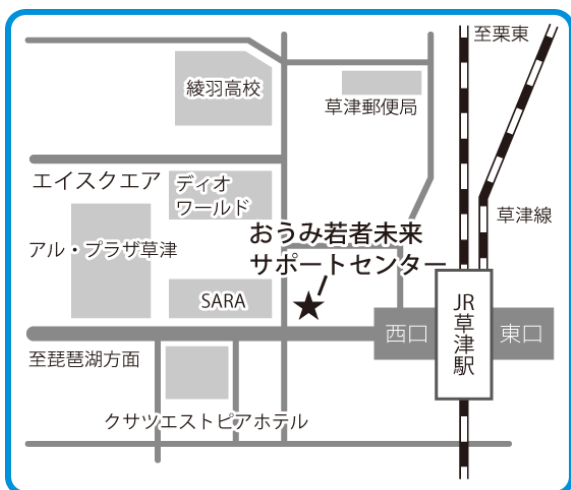 至栗東
綾羽高校
草津郵便局
エイスクエア
ディオ
ワールド
草津線
おうみ若者未来
サポートセンター
アル・プラザ草津
SARA
西口
JR草津駅
東口
至琵琶湖方面
クサツエストピアホテル